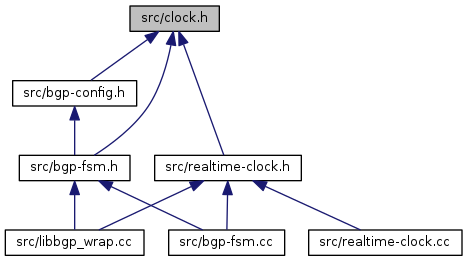 src/clock.h
src/bgp-config.h
src/bgp-fsm.h
src/realtime-clock.h
src/libbgp_wrap.cc
src/bgp-fsm.cc
src/realtime-clock.cc